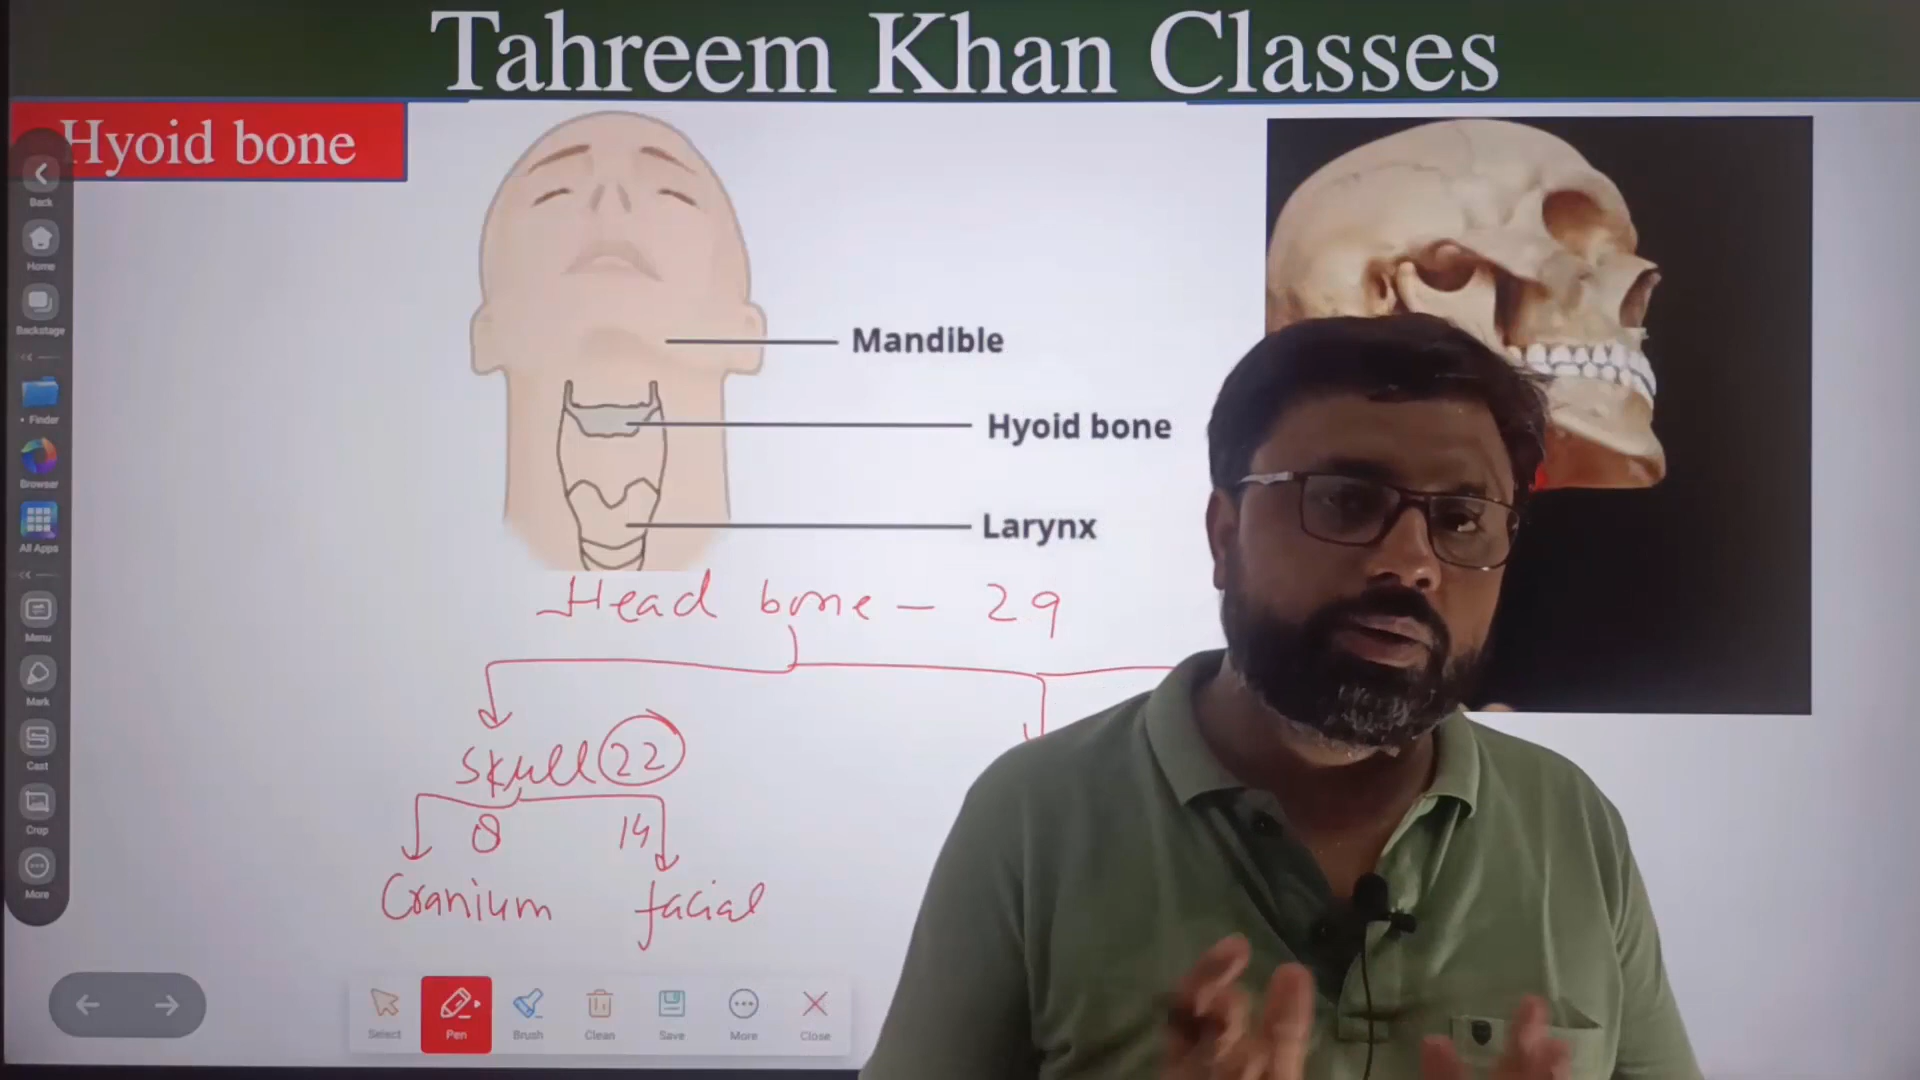 Tahreem Khan Classes
Hyoid bone
Back
Home
Backstage
Mandible
Hyoid bone
Finder
Browser
Larynx
All Apps
Head bone - 29
Menu
Mark
Skull 22
Cast
8 14
Crop
More
Cranium facial
Select Pen Brush Clean Save More Close